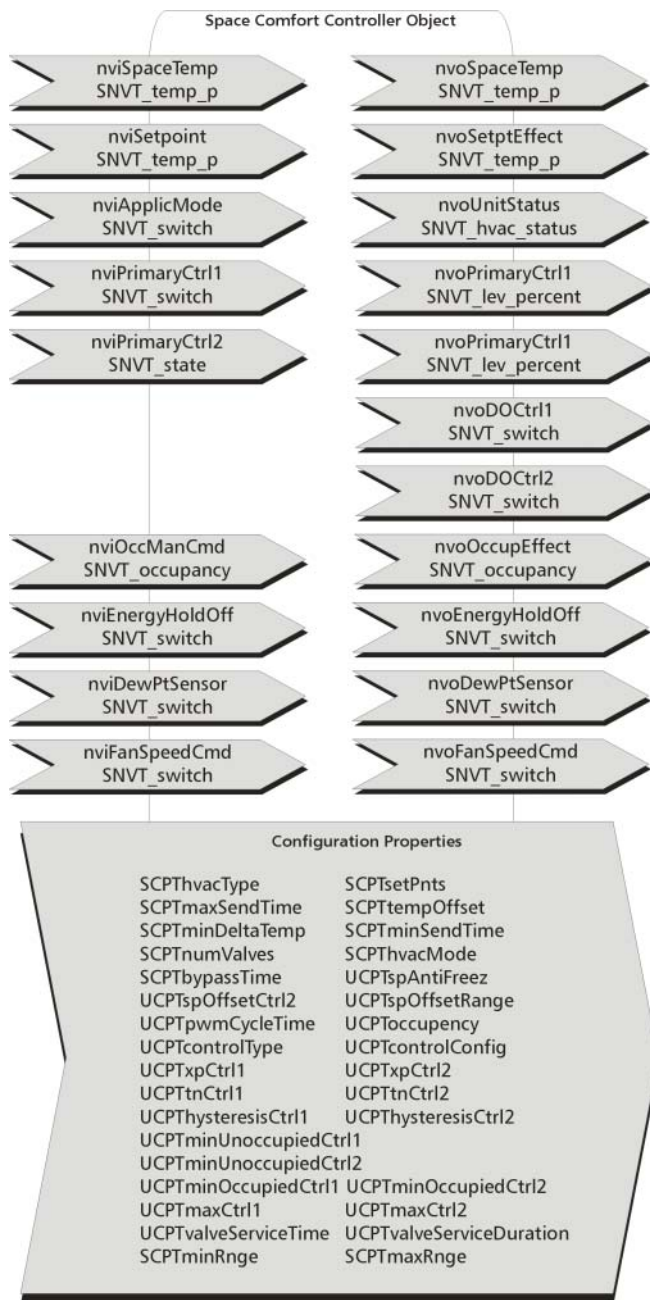 Space Comfort Controller Object
nviSpaceTemp
SNVT_temp_p
nvoSpaceTemp
SNVT_temp_p
nviSetpoint
SNVT_temp_p
nvoSetptEffect
SNVT_temp_p
nviApplicMode
SNVT_switch
nvoUnitStatus
SNVT_hvac_status
nviPrimaryCtrl1
SNVT_switch
nvoPrimaryCtrl1
SNVT_lev_percent
nviPrimaryCtrl2
SNVT_state
nvoPrimaryCtrl1
SNVT_lev_percent
nvoDOCtrl1
SNVT_switch
nvoDOCtrl2
SNVT_switch
nviOccManCmd
SNVT_occupancy
nvoOccupEffect
SNVT_occupancy
nviEnergyHoldOff
SNVT_switch
nvoEnergyHoldOff
SNVT_switch
nviDewPtSensor
SNVT_switch
nvoDewPtSensor
SNVT_switch
nviFanSpeedCmd
SNVT_switch
nvoFanSpeedCmd
SNVT_switch
Configuration Properties
SCPThvacType SCPTsetPnts
SCPTmaxSendTime SCPTtempOffset
SCPTminDeltaTemp SCPTminSendTime
SCPTnumValves SCPThvacMode
SCPTbypassTime UCPTspAntiFreez
UCPTspOffsetCtrl2 UCPTspOffsetRange
UCPTpwmCycleTime UCPToccupency
UCPTcontrolType UCPTcontrolConfig
UCPTxpCtrl1 UCPTxpCtrl2
UCPTtnCtrl1 UCPTtnCtrl2
UCPThysteresisCtrl1 UCPThysteresisCtrl2
UCPTminUnoccupiedCtrl1
UCPTminUnoccupiedCtrl2
UCPTminOccupiedCtrl1 UCPTminOccupiedCtrl2
UCPTmaxCtrl1 UCPTmaxCtrl2
UCPTvalveServiceTime UCPTvalveServiceDuration
SCPTminRnge SCPTmaxRnge